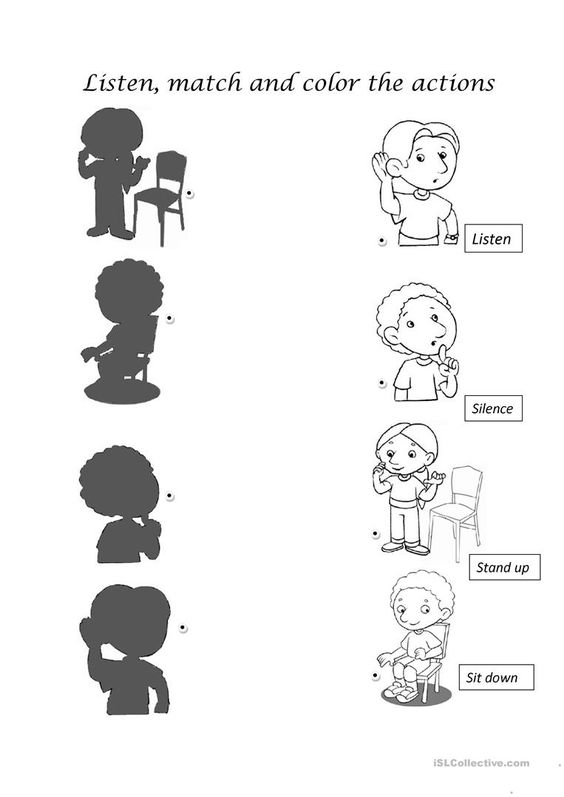 Listen, match and color the actions
Listen
Silence
Stand up
Sit down
iSLCollective.com